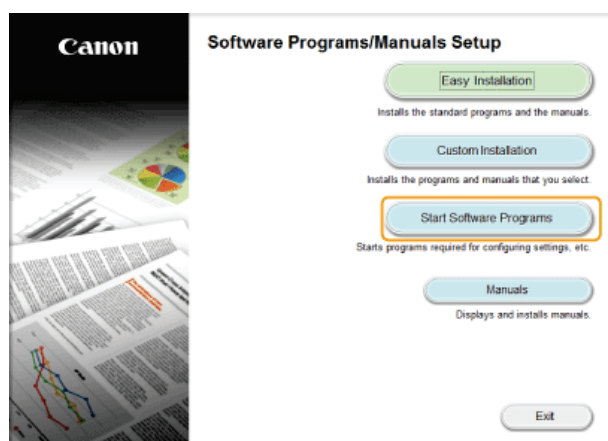 Canon
Software Programs/Manuals Setup
Easy Installation
Installs the standard programs and the manuals.
Custom Installation
Installs the programs and manuals that you select.
Start Software Programs
Starts programs required for configuring settings, etc.
Manuals
Displays and installs manuals.
Exit